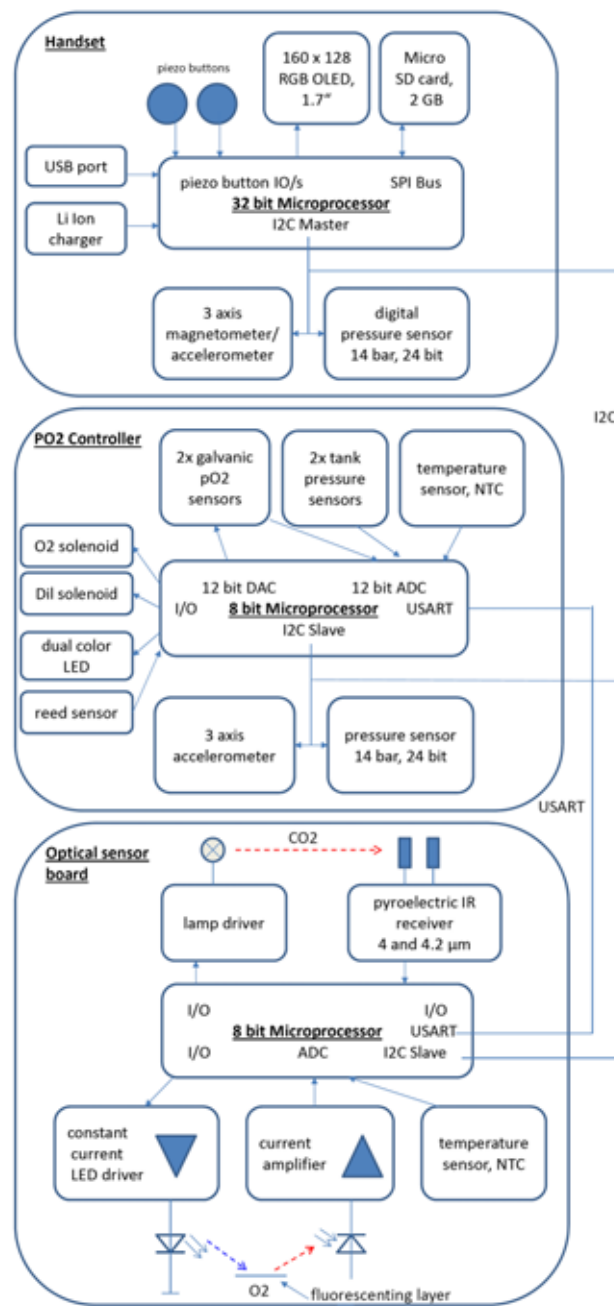 Handset
piezo buttons
160 x 128
RGB OLED,
1.7“
Micro
SD card,
2 GB
USB port
Li Ion
charger
piezo button IO/s SPI Bus
32 bit Microprocessor
I2C Master
3 axis
magnetometer/
accelerometer
digital
pressure sensor
14 bar, 24 bit
I2C
PO2 Controller
2x galvanic
pO2
sensors
2x tank
pressure
sensors
temperature
sensor, NTC
O2 solenoid
Dil solenoid
dual color
LED
reed sensor
12 bit DAC 12 bit ADC
I/O 8 bit Microprocessor USART
I2C Slave
3 axis
accelerometer
pressure sensor
14 bar, 24 bit
USART
Optical sensor
board
CO2
lamp driver
pyroelectric IR
receiver
4 and 4.2 µm
I/O I/O
8 bit Microprocessor USART
I/O ADC I2C Slave
constant
current
LED driver
current
amplifier
temperature
sensor, NTC
O2
fluorescenting layer